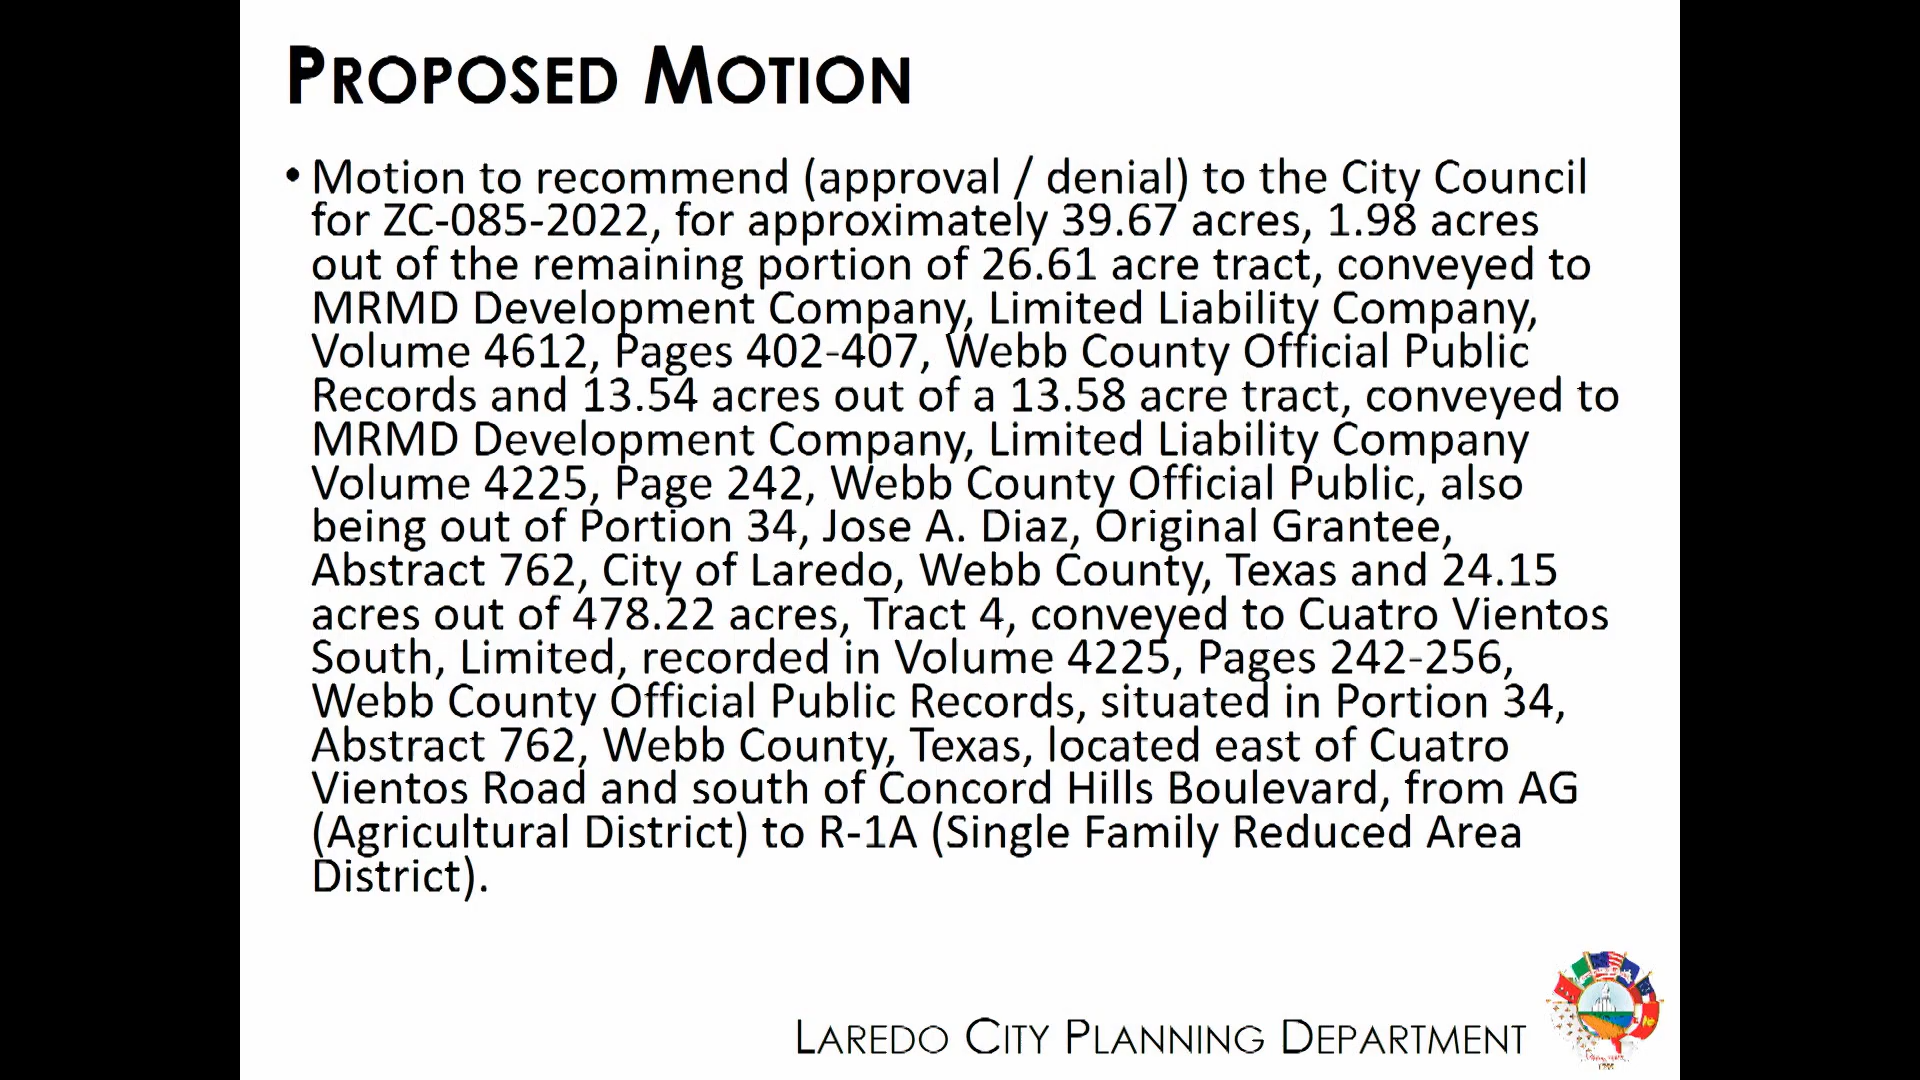 PROPOSED MOTION
• Motion to recommend (approval / denial) to the City Council
for ZC-085-2022, for approximately 39.67 acres, 1.98 acres
out of the remaining portion of 26.61 acre tract, conveyed to
MRMD Development Company, Limited Liability Company,
Volume 4612, Pages 402-407, Webb County Official Public
Records and 13.54 acres out of a 13.58 acre tract, conveyed to
MRMD Development Company, Limited Liability Company
Volume 4225, Page 242, Webb County Official Public, also
being out of Portion 34, Jose A. Diaz, Original Grantee,
Abstract 762, City of Laredo, Webb County, Texas and 24.15
acres out of 478.22 acres, Tract 4, conveyed to Cuatro Vientos
South, Limited, recorded in Volume 4225, Pages 242-256,
Webb County Official Public Records, situated in Portion 34,
Abstract 762, Webb County, Texas, located east of Cuatro
Vientos Road and south of Concord Hills Boulevard, from AG
(Agricultural District) to R-1A (Single Family Reduced Area
District).
LAREDO CITY PLANNING DEPARTMENT